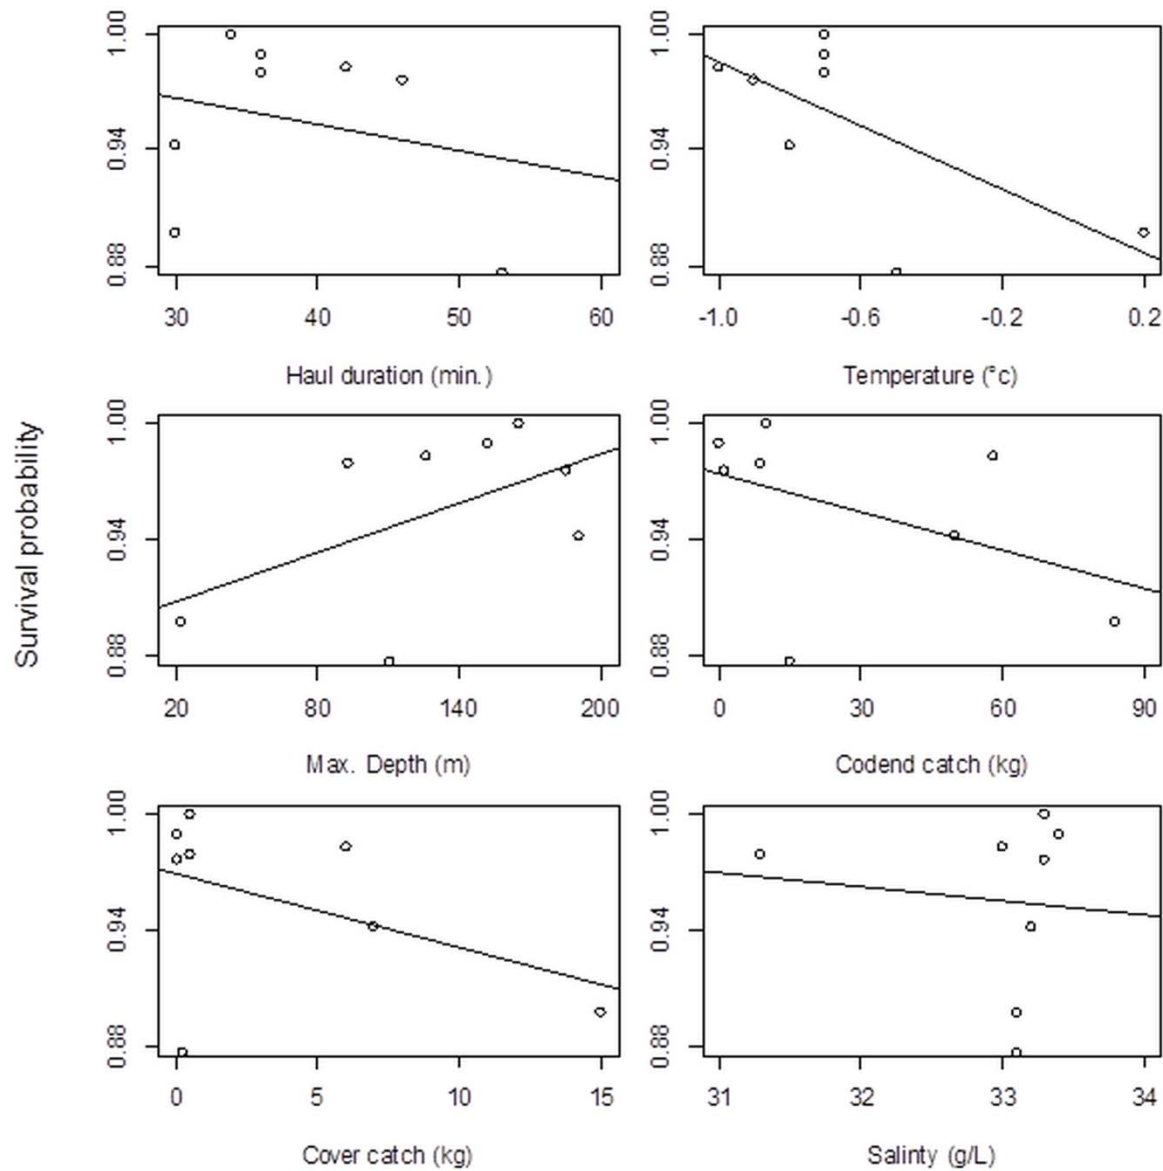 1.00
0.94
0.88
30 40 50 60
Haul duration (min.)
1.00
0.94
0.88
-1.0 -0.6 -0.2 0.2
Temperature (°c)
Survival probability
1.00
0.94
0.88
20 80 140 200
Max. Depth (m)
1.00
0.94
0.88
0 30 60 90
Codend catch (kg)
1.00
0.94
0.88
0 5 10 15
Cover catch (kg)
1.00
0.94
0.88
31 32 33 34
Salinty (g/L)